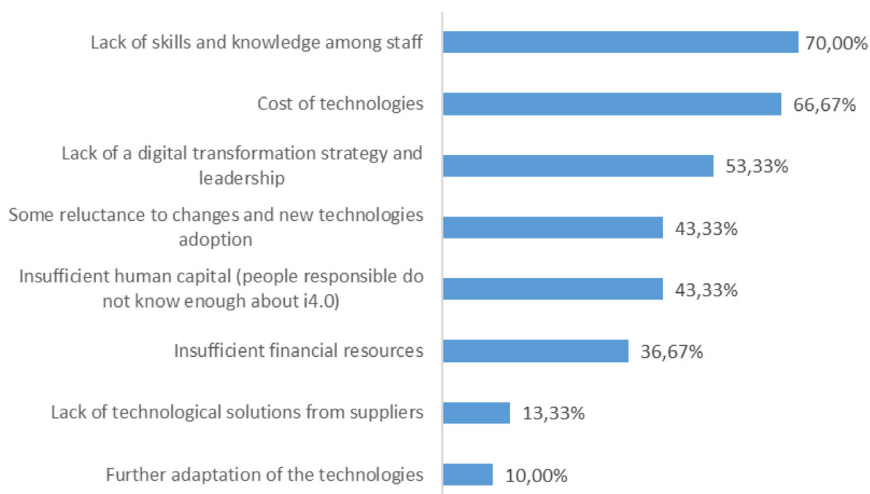 Lack of skills and knowledge among staff 70,00%
Cost of technologies 66,67%
Lack of a digital transformation strategy and
leadership 53,33%
Some reluctance to changes and new technologies
adoption 43,33%
Insufficient human capital (people responsible do
not know enough about i4.0) 43,33%
Insufficient financial resources 36,67%
Lack of technological solutions from suppliers 13,33%
Further adaptation of the technologies 10,00%